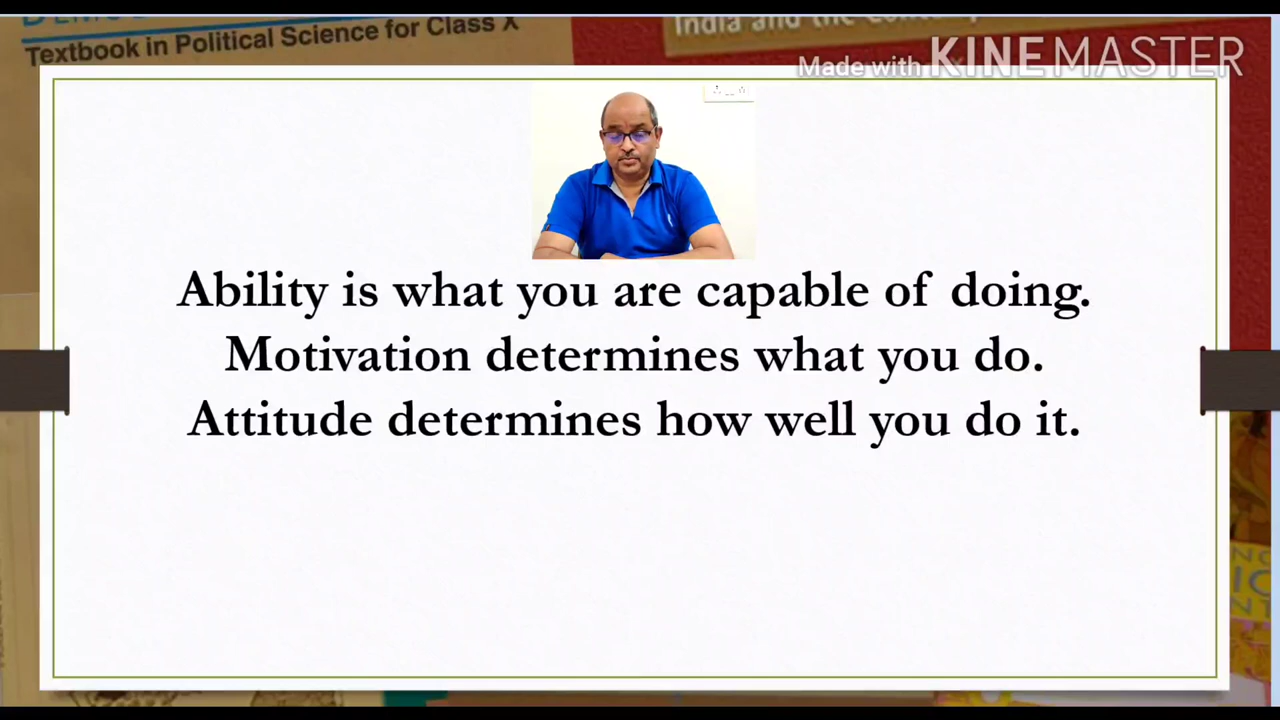 Textbook in Political Science for Class X
India and the
Made with KINEMASTER
Ability is what you are capable of doing.
Motivation determines what you do.
Attitude determines how well you do it.